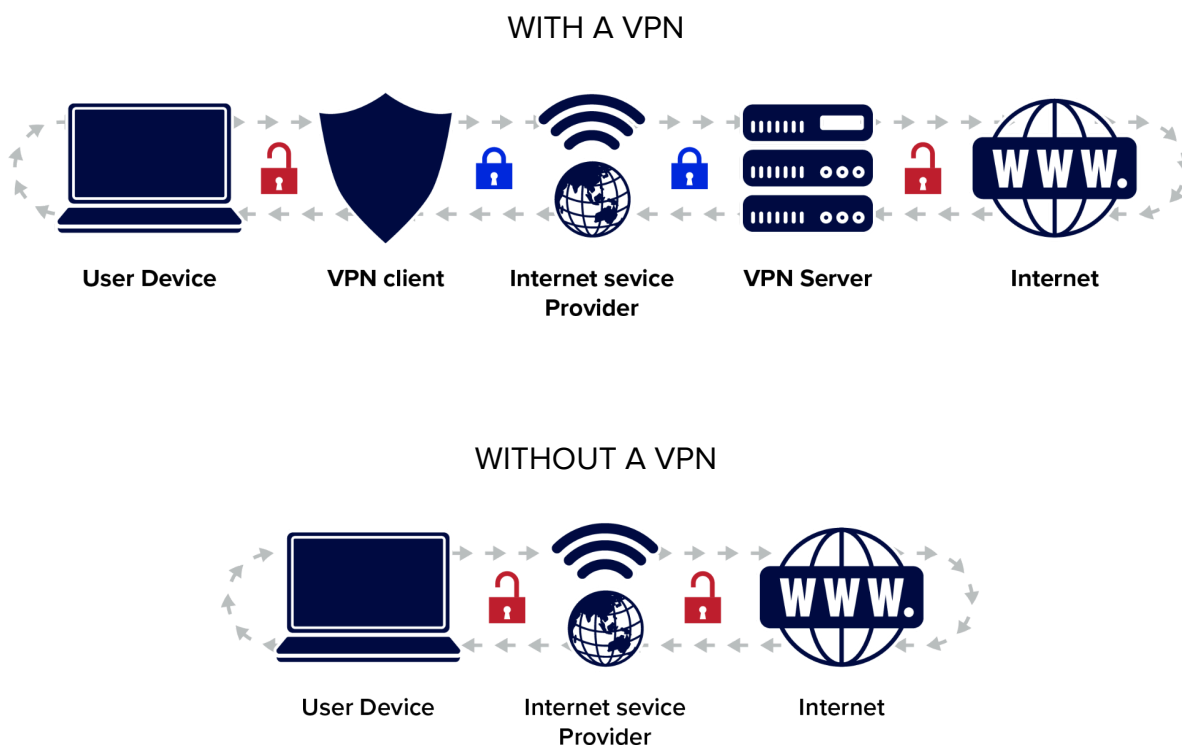 WITH A VPN
WWW.
User Device
VPN client
Internet sevice
Provider
VPN Server
Internet
WITHOUT A VPN
WWW.
User Device
Internet sevice
Provider
Internet